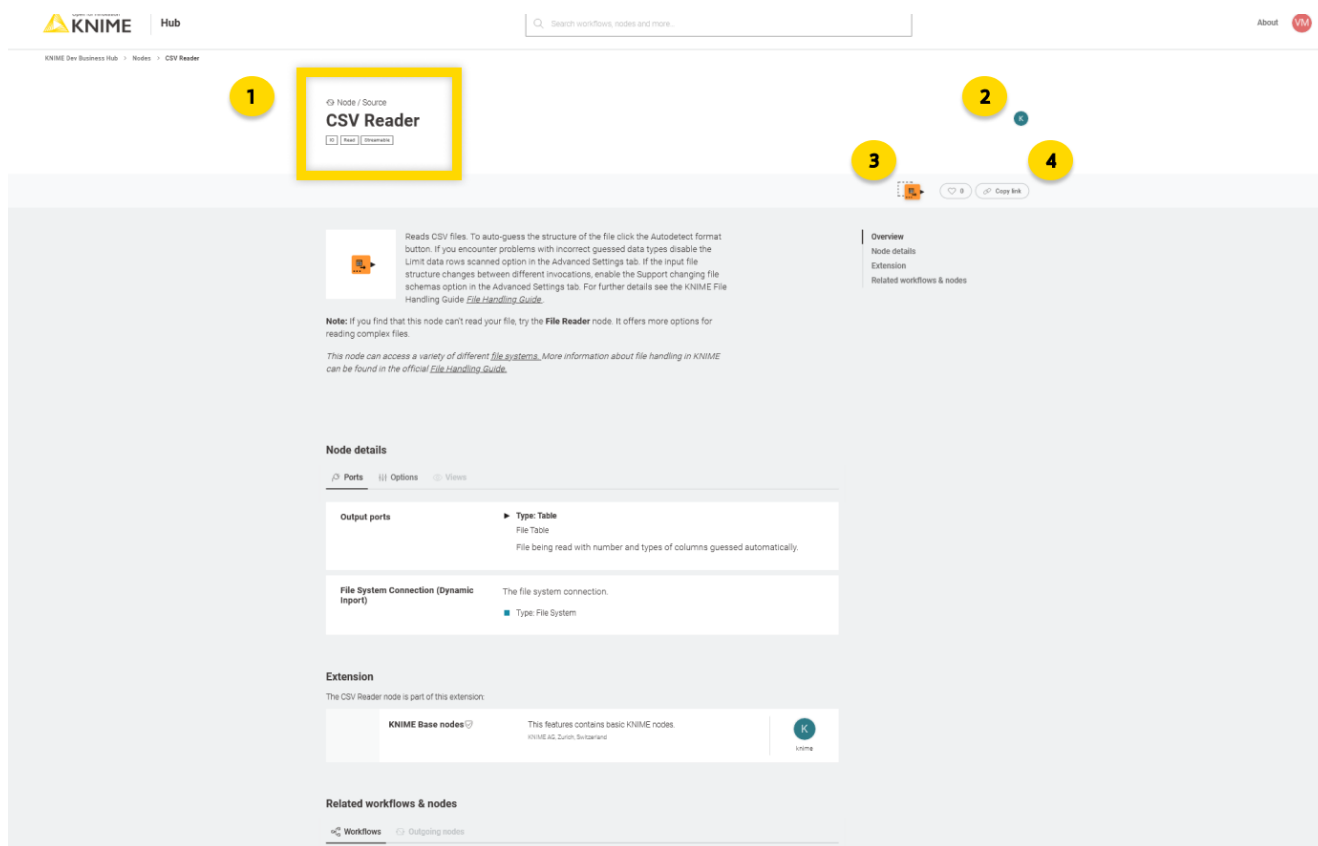 KNIME Hub
Search workflows, nodes and more...
About VM
KNIME Dev Business Hub > Nodes > CSV Reader
1
Node / Source
CSV Reader
IO Read Streamable
2
K
3
4
0 Copy link
Reads CSV files. To auto-guess the structure of the file click the Autodetect format
button. If you encounter problems with incorrect guessed data types disable the
Limit data rows scanned option in the Advanced Settings tab. If the input file
structure changes between different invocations, enable the Support changing file
schemas option in the Advanced Settings tab. For further details see the KNIME File
Handling Guide File Handling Guide .
Note: If you find that this node can't read your file, try the File Reader node. It offers more options for
reading complex files.
This node can access a variety of different file systems. More information about file handling in KNIME
can be found in the official File Handling Guide.
Overview
Node details
Extension
Related workflows & nodes
Node details
Ports Options Views
Output ports
Type: Table
File Table
File being read with number and types of columns guessed automatically.
File System Connection (Dynamic
Inport)
The file system connection.
Type: File System
Extension
The CSV Reader node is part of this extension:
KNIME Base nodes
This features contains basic KNIME nodes.
KNIME AG, Zurich, Switzerland
K
knime
Related workflows & nodes
Workflows Outgoing nodes